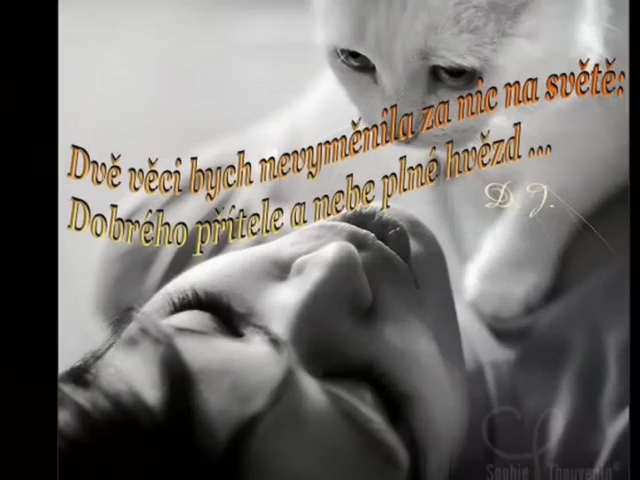 Dvě věci bych nevyměnila za nic na světě:
Dobrého přítele a nebe plné hvězd ...
D. J.
Sophie Thouvenin®